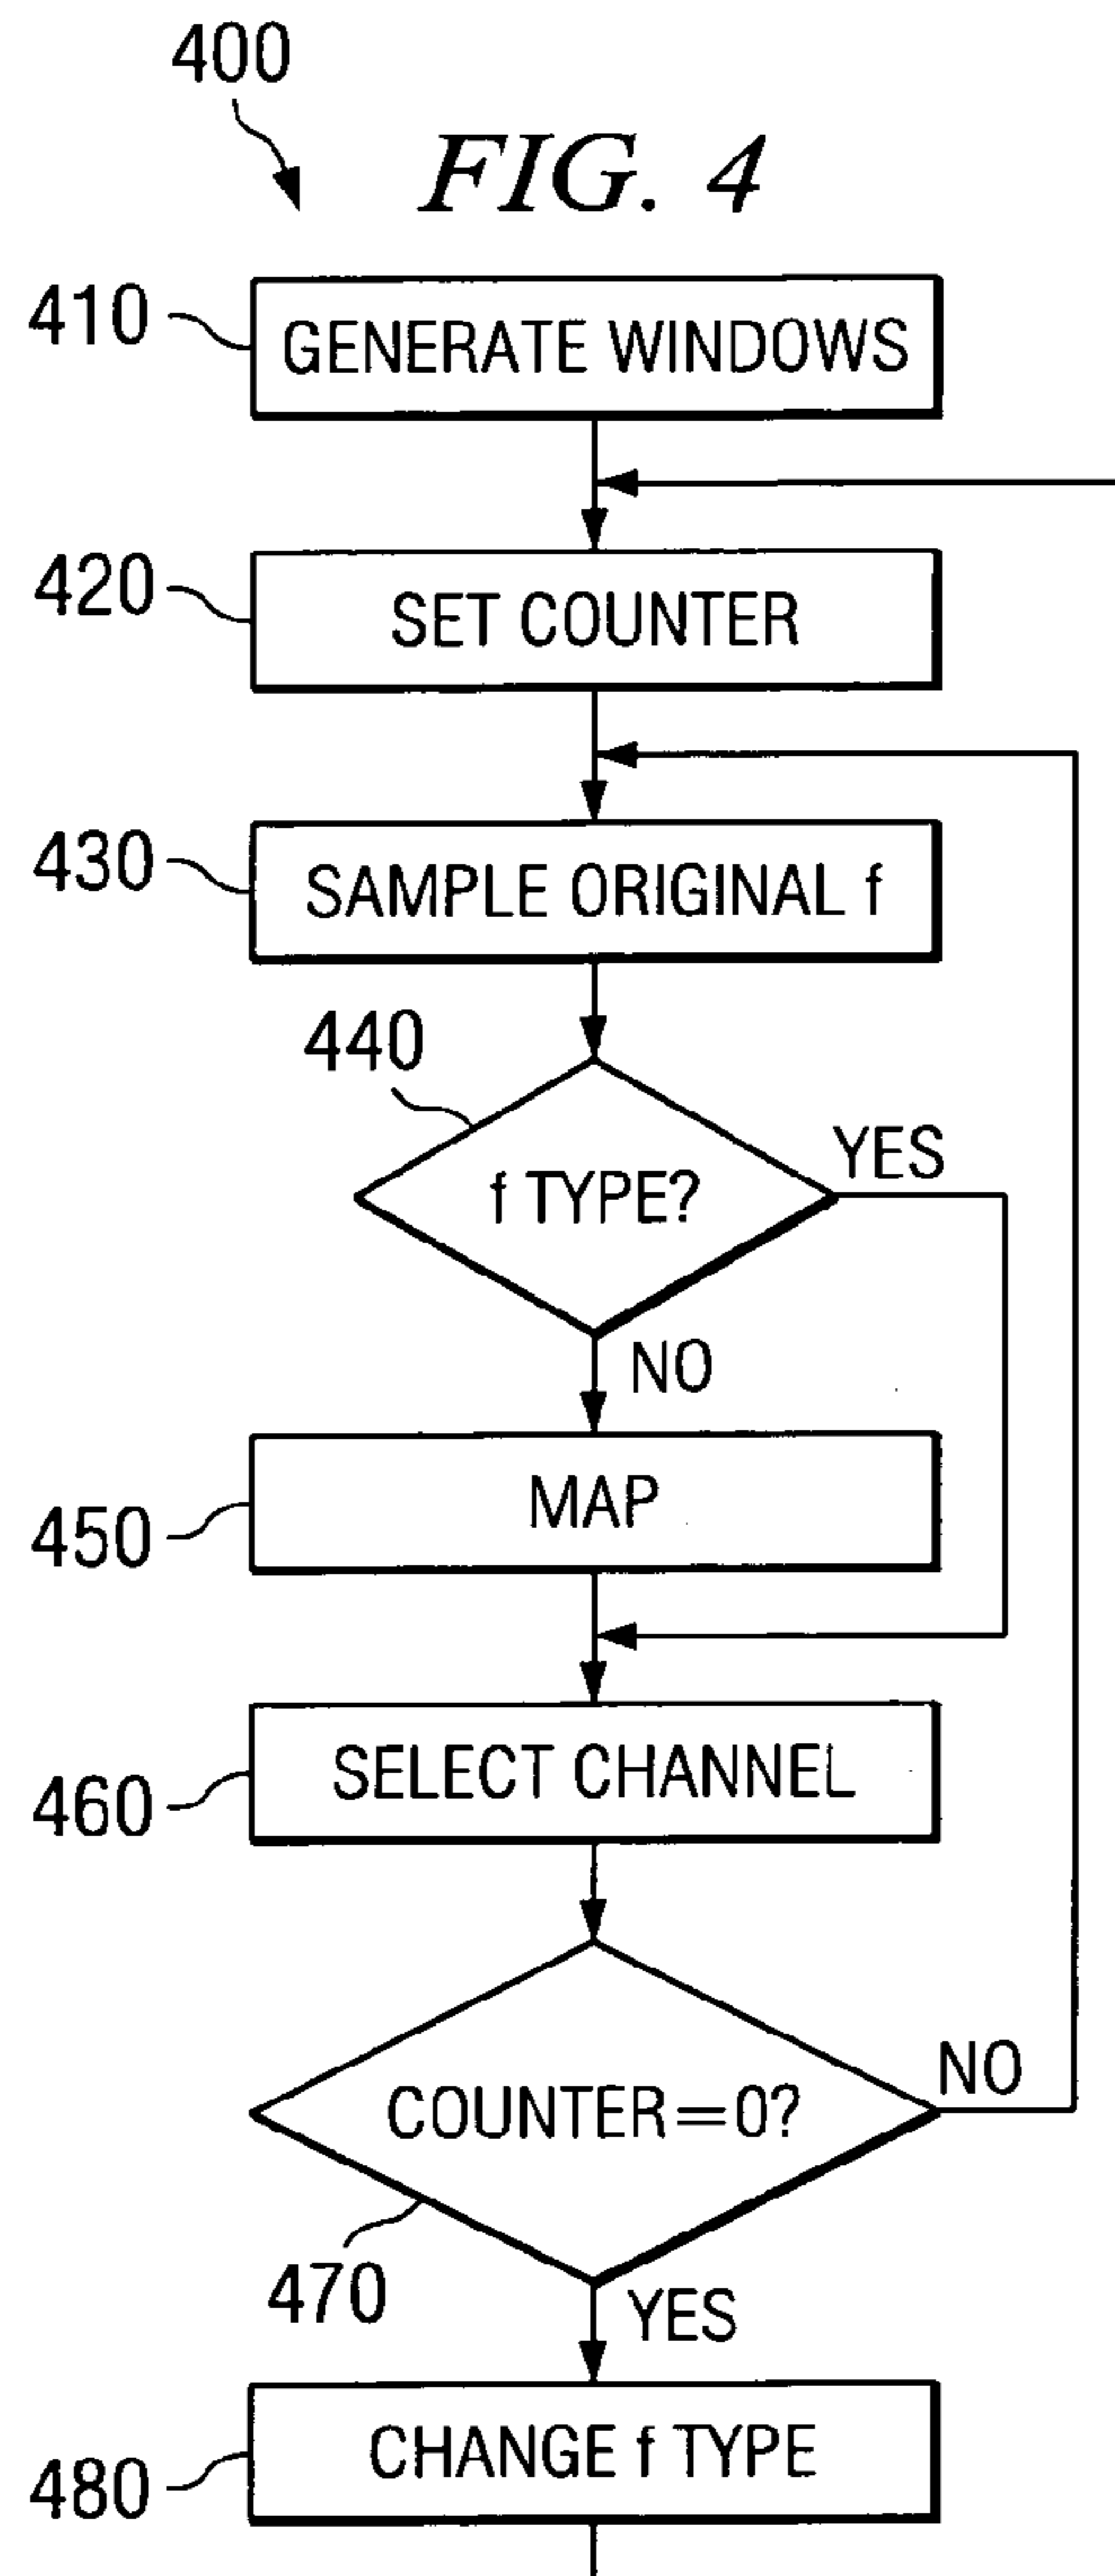 400
FIG. 4
410
GENERATE WINDOWS
420
SET COUNTER
430
SAMPLE ORIGINAL f
440
f TYPE?
YES
NO
450
MAP
460
SELECT CHANNEL
COUNTER=0?
NO
470
YES
480
CHANGE f TYPE